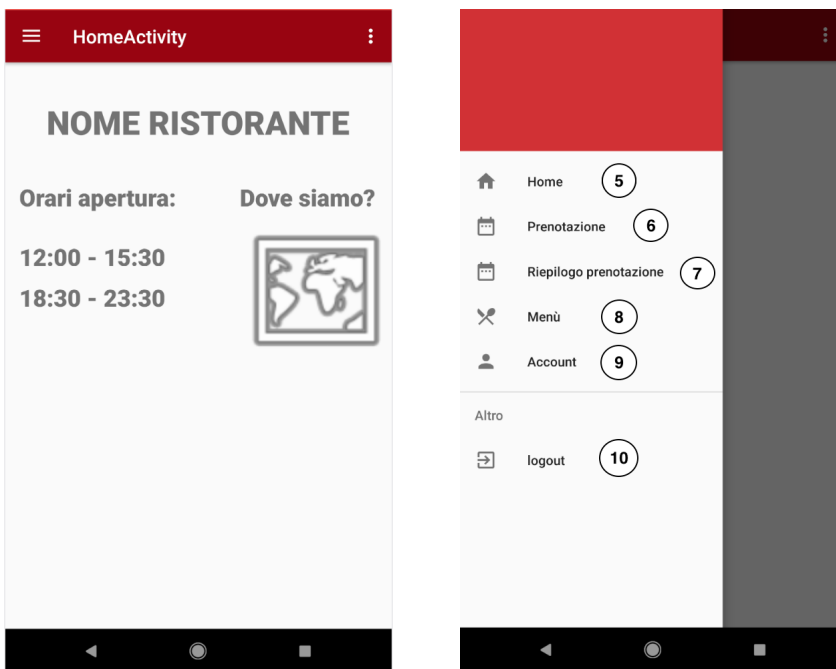 HomeActivity
NOME RISTORANTE
Orari apertura:
Dove siamo?
12:00 - 15:30
18:30 - 23:30
Home 5
Prenotazione 6
Riepilogo prenotazione 7
Menù 8
Account 9
Altro
logout 10